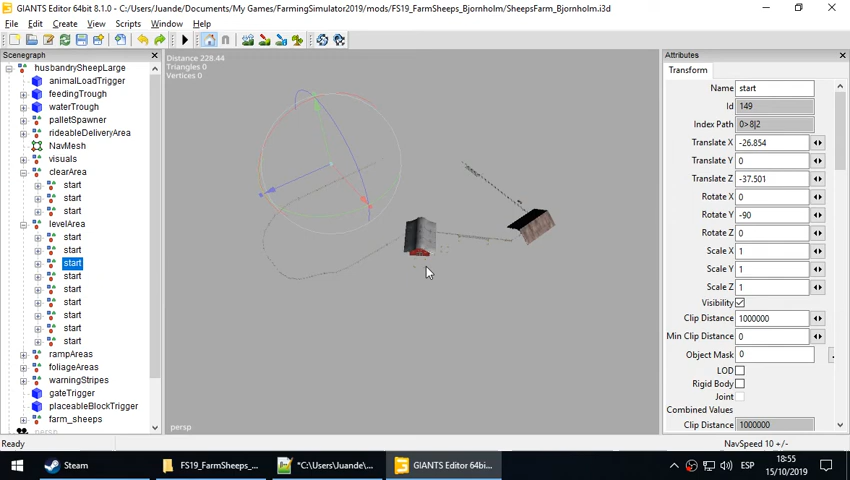 GIANTS Editor 64bit 8.1.0 - C:/Users/Juande/Documents/My Games/FarmingSimulator2019/mods/FS19_FarmSheeps_Bjornholm/SheepsFarm_Bjornholm.i3d
File Edit Create View Scripts Window Help
Scenegraph
husbandrySheepLarge
animalLoadTrigger
feedingTrough
waterTrough
palletSpawner
rideableDeliveryArea
NavMesh
visuals
clearArea
start
start
start
levelArea
start
start
start
start
start
start
start
start
start
rampAreas
foliageAreas
warningStripes
gateTrigger
placeableBlockTrigger
farm_sheeps
persp
Distance 228.44
Triangles 0
Vertices 0
persp
Attributes
Transform
Name start
Id 149
Index Path 0>8|2
Translate X -26.854
Translate Y 0
Translate Z -37.501
Rotate X 0
Rotate Y -90
Rotate Z 0
Scale X 1
Scale Y 1
Scale Z 1
Visibility
Clip Distance 1000000
Min Clip Distance 0
Object Mask 0
LOD
Rigid Body
Joint
Combined Values
Clip Distance 1000000
Ready
NavSpeed 10 +/-
Steam
FS19_FarmSheeps_...
*C:\Users\Juande\...
GIANTS Editor 64bi...
ESP
18:55
15/10/2019